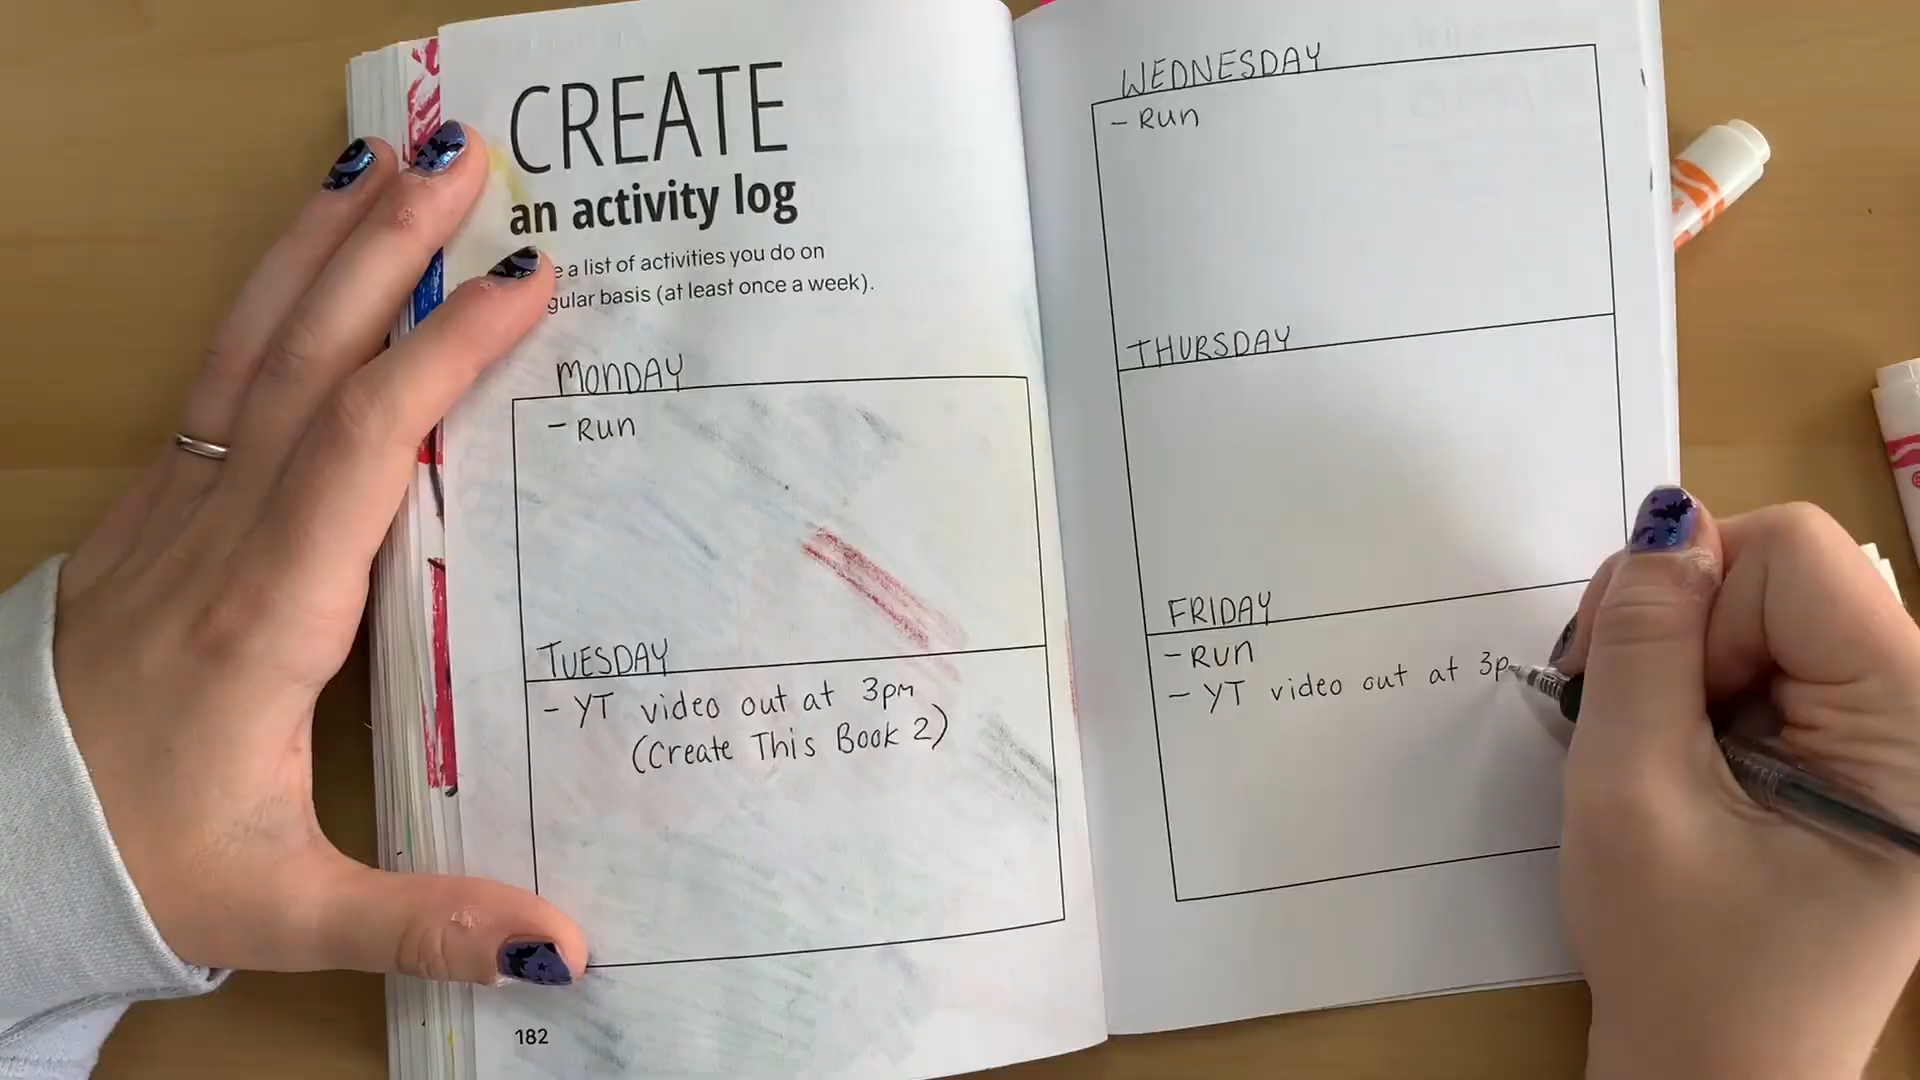 CREATE
an activity log
a list of activities you do on
basis (at least once a week).
MONDAY
- Run
TUESDAY
- YT video out at 3pm
(Create This Book 2)
182
WEDNESDAY
- Run
THURSDAY
FRIDAY
- Run
- YT video out at 3p